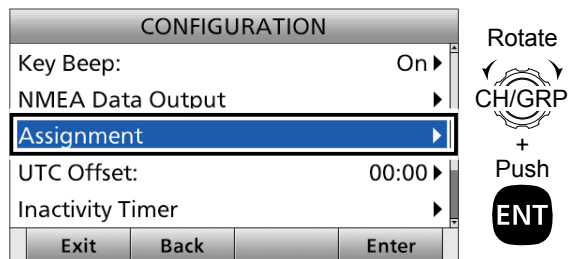 CONFIGURATION
Key Beep: On
NMEA Data Output
Assignment
UTC Offset: 00:00
Inactivity Timer
Exit Back Enter
Rotate
CH/GRP
+
Push
ENT